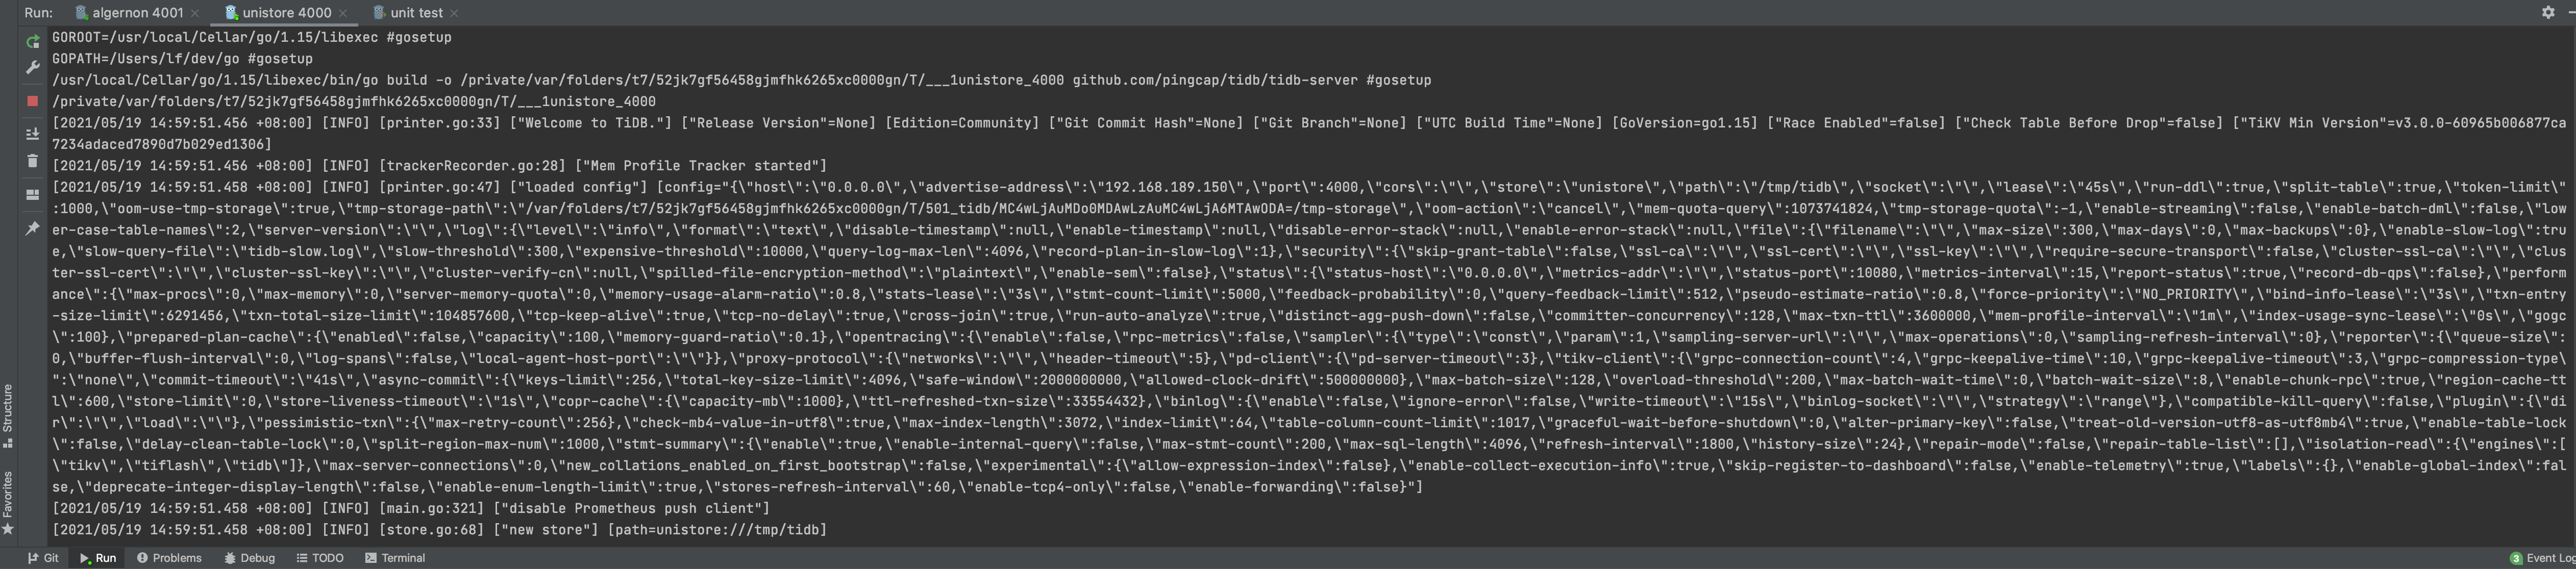 Run: algernon 4001 unistore 4000 unit test
GOROOT=/usr/local/Cellar/go/1.15/libexec #gosetup
GOPATH=/Users/lf/dev/go #gosetup
/usr/local/Cellar/go/1.15/libexec/bin/go build -o /private/var/folders/t7/52jk7gf56458gjmfhk6265xc0000gn/T/___1unistore_4000 github.com/pingcap/tidb/tidb-server #gosetup
/private/var/folders/t7/52jk7gf56458gjmfhk6265xc0000gn/T/___1unistore_4000
[2021/05/19 14:59:51.456 +08:00] [INFO] [printer.go:33] ["Welcome to TiDB."] ["Release Version"=None] [Edition=Community] ["Git Commit Hash"=None] ["Git Branch"=None] ["UTC Build Time"=None] [GoVersion=go1.15] ["Race Enabled"=false] ["Check Table Before Drop"=false] ["TiKV Min Version"=v3.0.0-60965b006877ca
7234adaced7890d7b029ed1306]
[2021/05/19 14:59:51.456 +08:00] [INFO] [trackerRecorder.go:28] ["Mem Profile Tracker started"]
[2021/05/19 14:59:51.458 +08:00] [INFO] [printer.go:47] ["loaded config"] [config="{\"host\":\"0.0.0.0\",\"advertise-address\":\"192.168.189.150\",\"port\":4000,\"cors\":\"\",\"store\":\"unistore\",\"path\":\"/tmp/tidb\",\"socket\":\"\",\"lease\":\"45s\",\"run-ddl\":true,\"split-table\":true,\"token-limit\"
:1000,\"oom-use-tmp-storage\":true,\"tmp-storage-path\":\"/var/folders/t7/52jk7gf56458gjmfhk6265xc0000gn/T/501_tidb/MC4wLjAuMDo0MDAwLzAuMC4wLjA6MTAwODA=/tmp-storage\",\"oom-action\":\"cancel\",\"mem-quota-query\":1073741824,\"tmp-storage-quota\":-1,\"enable-streaming\":false,\"enable-batch-dml\":false,\"low
er-case-table-names\":2,\"server-version\":\"\",\"log\":{\"level\":\"info\",\"format\":\"text\",\"disable-timestamp\":null,\"enable-timestamp\":null,\"disable-error-stack\":null,\"enable-error-stack\":null,\"file\":{\"filename\":\"\",\"max-size\":300,\"max-days\":0,\"max-backups\":0},\"enable-slow-log\":tru
e,\"slow-query-file\":\"tidb-slow.log\",\"slow-threshold\":300,\"expensive-threshold\":10000,\"query-log-max-len\":4096,\"record-plan-in-slow-log\":1},\"security\":{\"skip-grant-table\":false,\"ssl-ca\":\"\",\"ssl-cert\":\"\",\"ssl-key\":\"\",\"require-secure-transport\":false,\"cluster-ssl-ca\":\"\",\"clus
ter-ssl-cert\":\"\",\"cluster-ssl-key\":\"\",\"cluster-verify-cn\":null,\"spilled-file-encryption-method\":\"plaintext\",\"enable-sem\":false},\"status\":{\"status-host\":\"0.0.0.0\",\"metrics-addr\":\"\",\"status-port\":10080,\"metrics-interval\":15,\"report-status\":true,\"record-db-qps\":false},\"perform
ance\":{\"max-procs\":0,\"max-memory\":0,\"server-memory-quota\":0,\"memory-usage-alarm-ratio\":0.8,\"stats-lease\":\"3s\",\"stmt-count-limit\":5000,\"feedback-probability\":0,\"query-feedback-limit\":512,\"pseudo-estimate-ratio\":0.8,\"force-priority\":\"NO_PRIORITY\",\"bind-info-lease\":\"3s\",\"txn-entry
-size-limit\":6291456,\"txn-total-size-limit\":104857600,\"tcp-keep-alive\":true,\"tcp-no-delay\":true,\"cross-join\":true,\"run-auto-analyze\":true,\"distinct-agg-push-down\":false,\"committer-concurrency\":128,\"max-txn-ttl\":3600000,\"mem-profile-interval\":\"1m\",\"index-usage-sync-lease\":\"0s\",\"gogc
\":100},\"prepared-plan-cache\":{\"enabled\":false,\"capacity\":100,\"memory-guard-ratio\":0.1},\"opentracing\":{\"enable\":false,\"rpc-metrics\":false,\"sampler\":{\"type\":\"const\",\"param\":1,\"sampling-server-url\":\"\",\"max-operations\":0,\"sampling-refresh-interval\":0},\"reporter\":{\"queue-size\":
0,\"buffer-flush-interval\":0,\"log-spans\":false,\"local-agent-host-port\":\"\"}},\"proxy-protocol\":{\"networks\":\"\",\"header-timeout\":5},\"pd-client\":{\"pd-server-timeout\":3},\"tikv-client\":{\"grpc-connection-count\":4,\"grpc-keepalive-time\":10,\"grpc-keepalive-timeout\":3,\"grpc-compression-type\
":\"none\",\"commit-timeout\":\"41s\",\"async-commit\":{\"keys-limit\":256,\"total-key-size-limit\":4096,\"safe-window\":2000000000,\"allowed-clock-drift\":500000000},\"max-batch-size\":128,\"overload-threshold\":200,\"max-batch-wait-time\":0,\"batch-wait-size\":8,\"enable-chunk-rpc\":true,\"region-cache-tt
l\":600,\"store-limit\":0,\"store-liveness-timeout\":\"1s\",\"copr-cache\":{\"capacity-mb\":1000},\"ttl-refreshed-txn-size\":33554432},\"binlog\":{\"enable\":false,\"ignore-error\":false,\"write-timeout\":\"15s\",\"binlog-socket\":\"\",\"strategy\":\"range\"},\"compatible-kill-query\":false,\"plugin\":{\"di
r\":\"\",\"load\":\"\"},\"pessimistic-txn\":{\"max-retry-count\":256},\"check-mb4-value-in-utf8\":true,\"max-index-length\":3072,\"index-limit\":64,\"table-column-count-limit\":1017,\"graceful-wait-before-shutdown\":0,\"alter-primary-key\":false,\"treat-old-version-utf8-as-utf8mb4\":true,\"enable-table-lock
\":false,\"delay-clean-table-lock\":0,\"split-region-max-num\":1000,\"stmt-summary\":{\"enable\":true,\"enable-internal-query\":false,\"max-stmt-count\":200,\"max-sql-length\":4096,\"refresh-interval\":1800,\"history-size\":24},\"repair-mode\":false,\"repair-table-list\":[],\"isolation-read\":{\"engines\":[
\"tikv\",\"tiflash\",\"tidb\"]},\"max-server-connections\":0,\"new_collations_enabled_on_first_bootstrap\":false,\"experimental\":{\"allow-expression-index\":false},\"enable-collect-execution-info\":true,\"skip-register-to-dashboard\":false,\"enable-telemetry\":true,\"labels\":{},\"enable-global-index\":fal
se,\"deprecate-integer-display-length\":false,\"enable-enum-length-limit\":true,\"stores-refresh-interval\":60,\"enable-tcp4-only\":false,\"enable-forwarding\":false}"]
[2021/05/19 14:59:51.458 +08:00] [INFO] [main.go:321] ["disable Prometheus push client"]
[2021/05/19 14:59:51.458 +08:00] [INFO] [store.go:68] ["new store"] [path=unistore:///tmp/tidb]
Structure
Favorites
Git Run Problems Debug TODO Terminal 3 Event Log